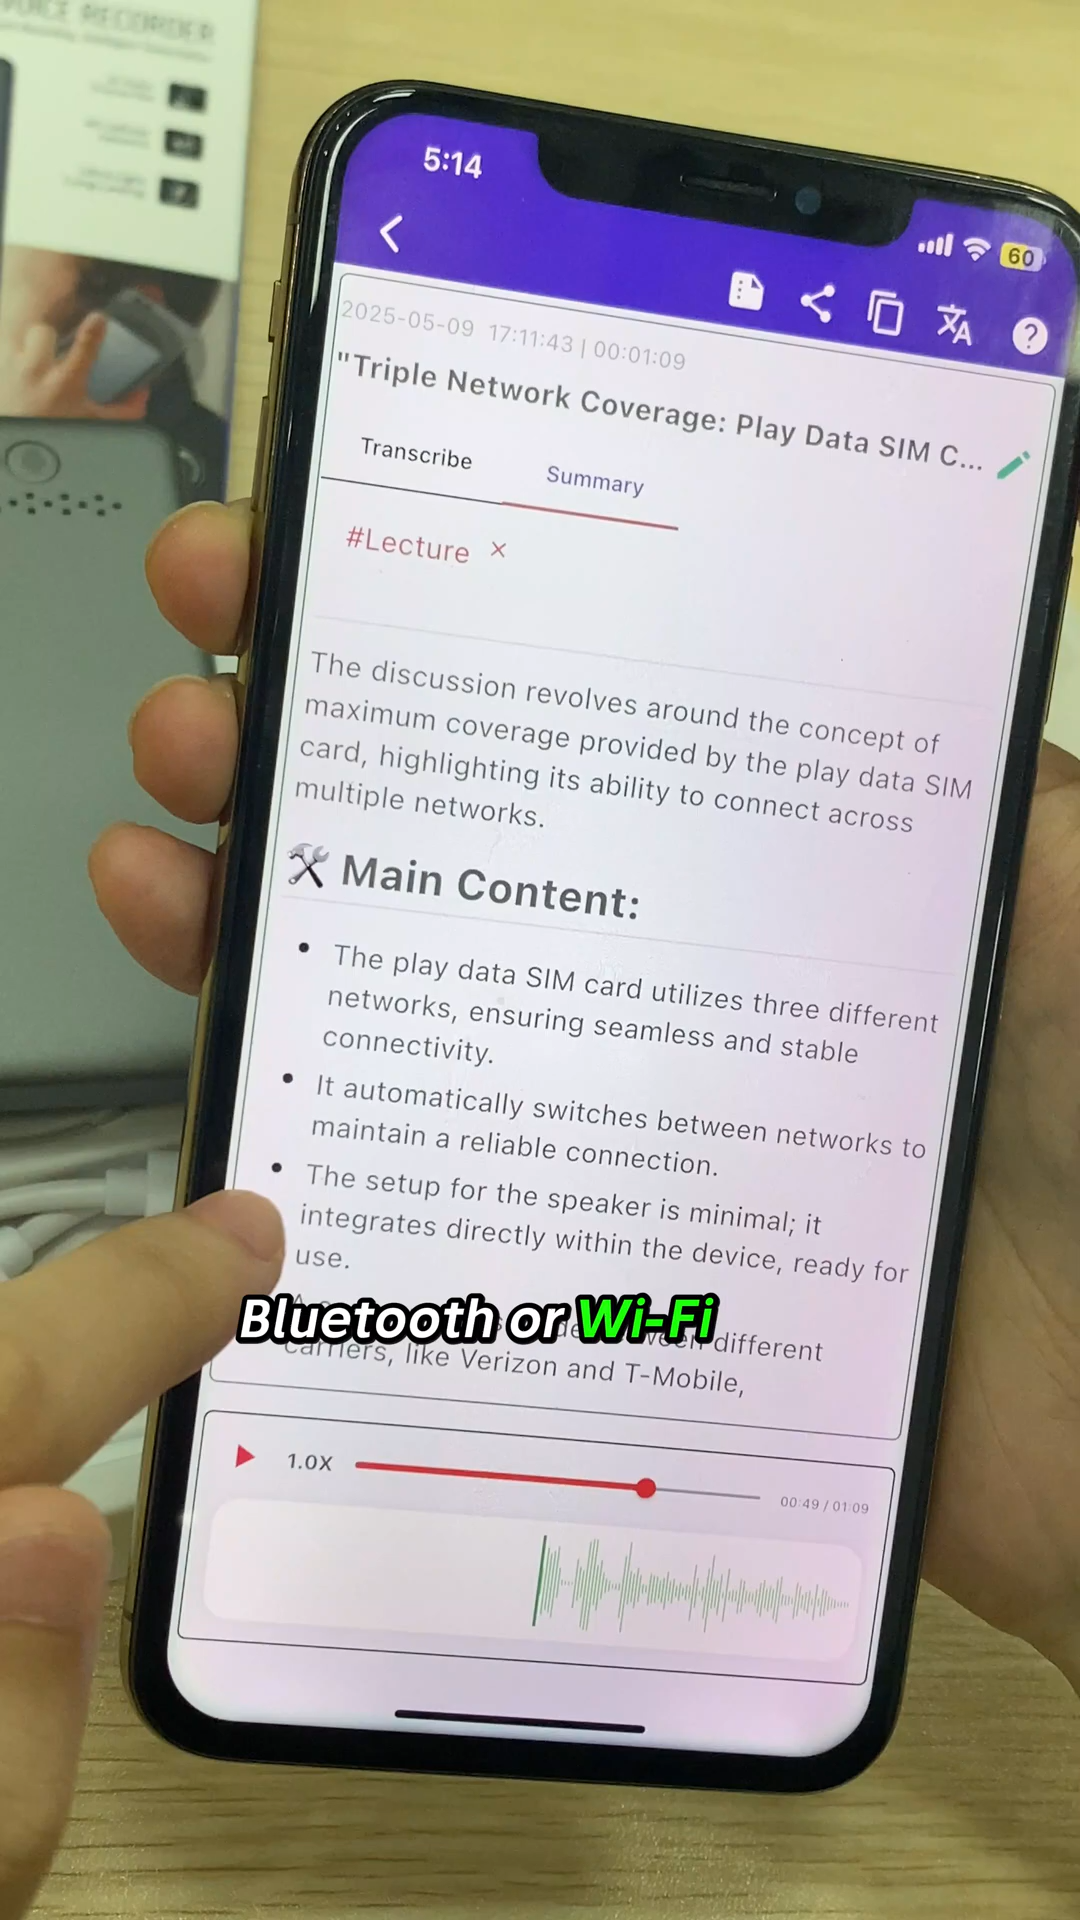 VOICE RECORDER
5:14
60
2025-05-09 17:11:43 | 00:01:09
"Triple Network Coverage: Play Data SIM C...
Transcribe
Summary
#Lecture ×
The discussion revolves around the concept of
maximum coverage provided by the play data SIM
card, highlighting its ability to connect across
multiple networks.
🛠 Main Content:
• The play data SIM card utilizes three different
networks, ensuring seamless and stable
connectivity.
• It automatically switches between networks to
maintain a reliable connection.
• The setup for the speaker is minimal; it
integrates directly within the device, ready for
use.
Bluetooth or Wi-Fi
different
carriers, like Verizon and T-Mobile,
1.0X
00:49 / 01:09